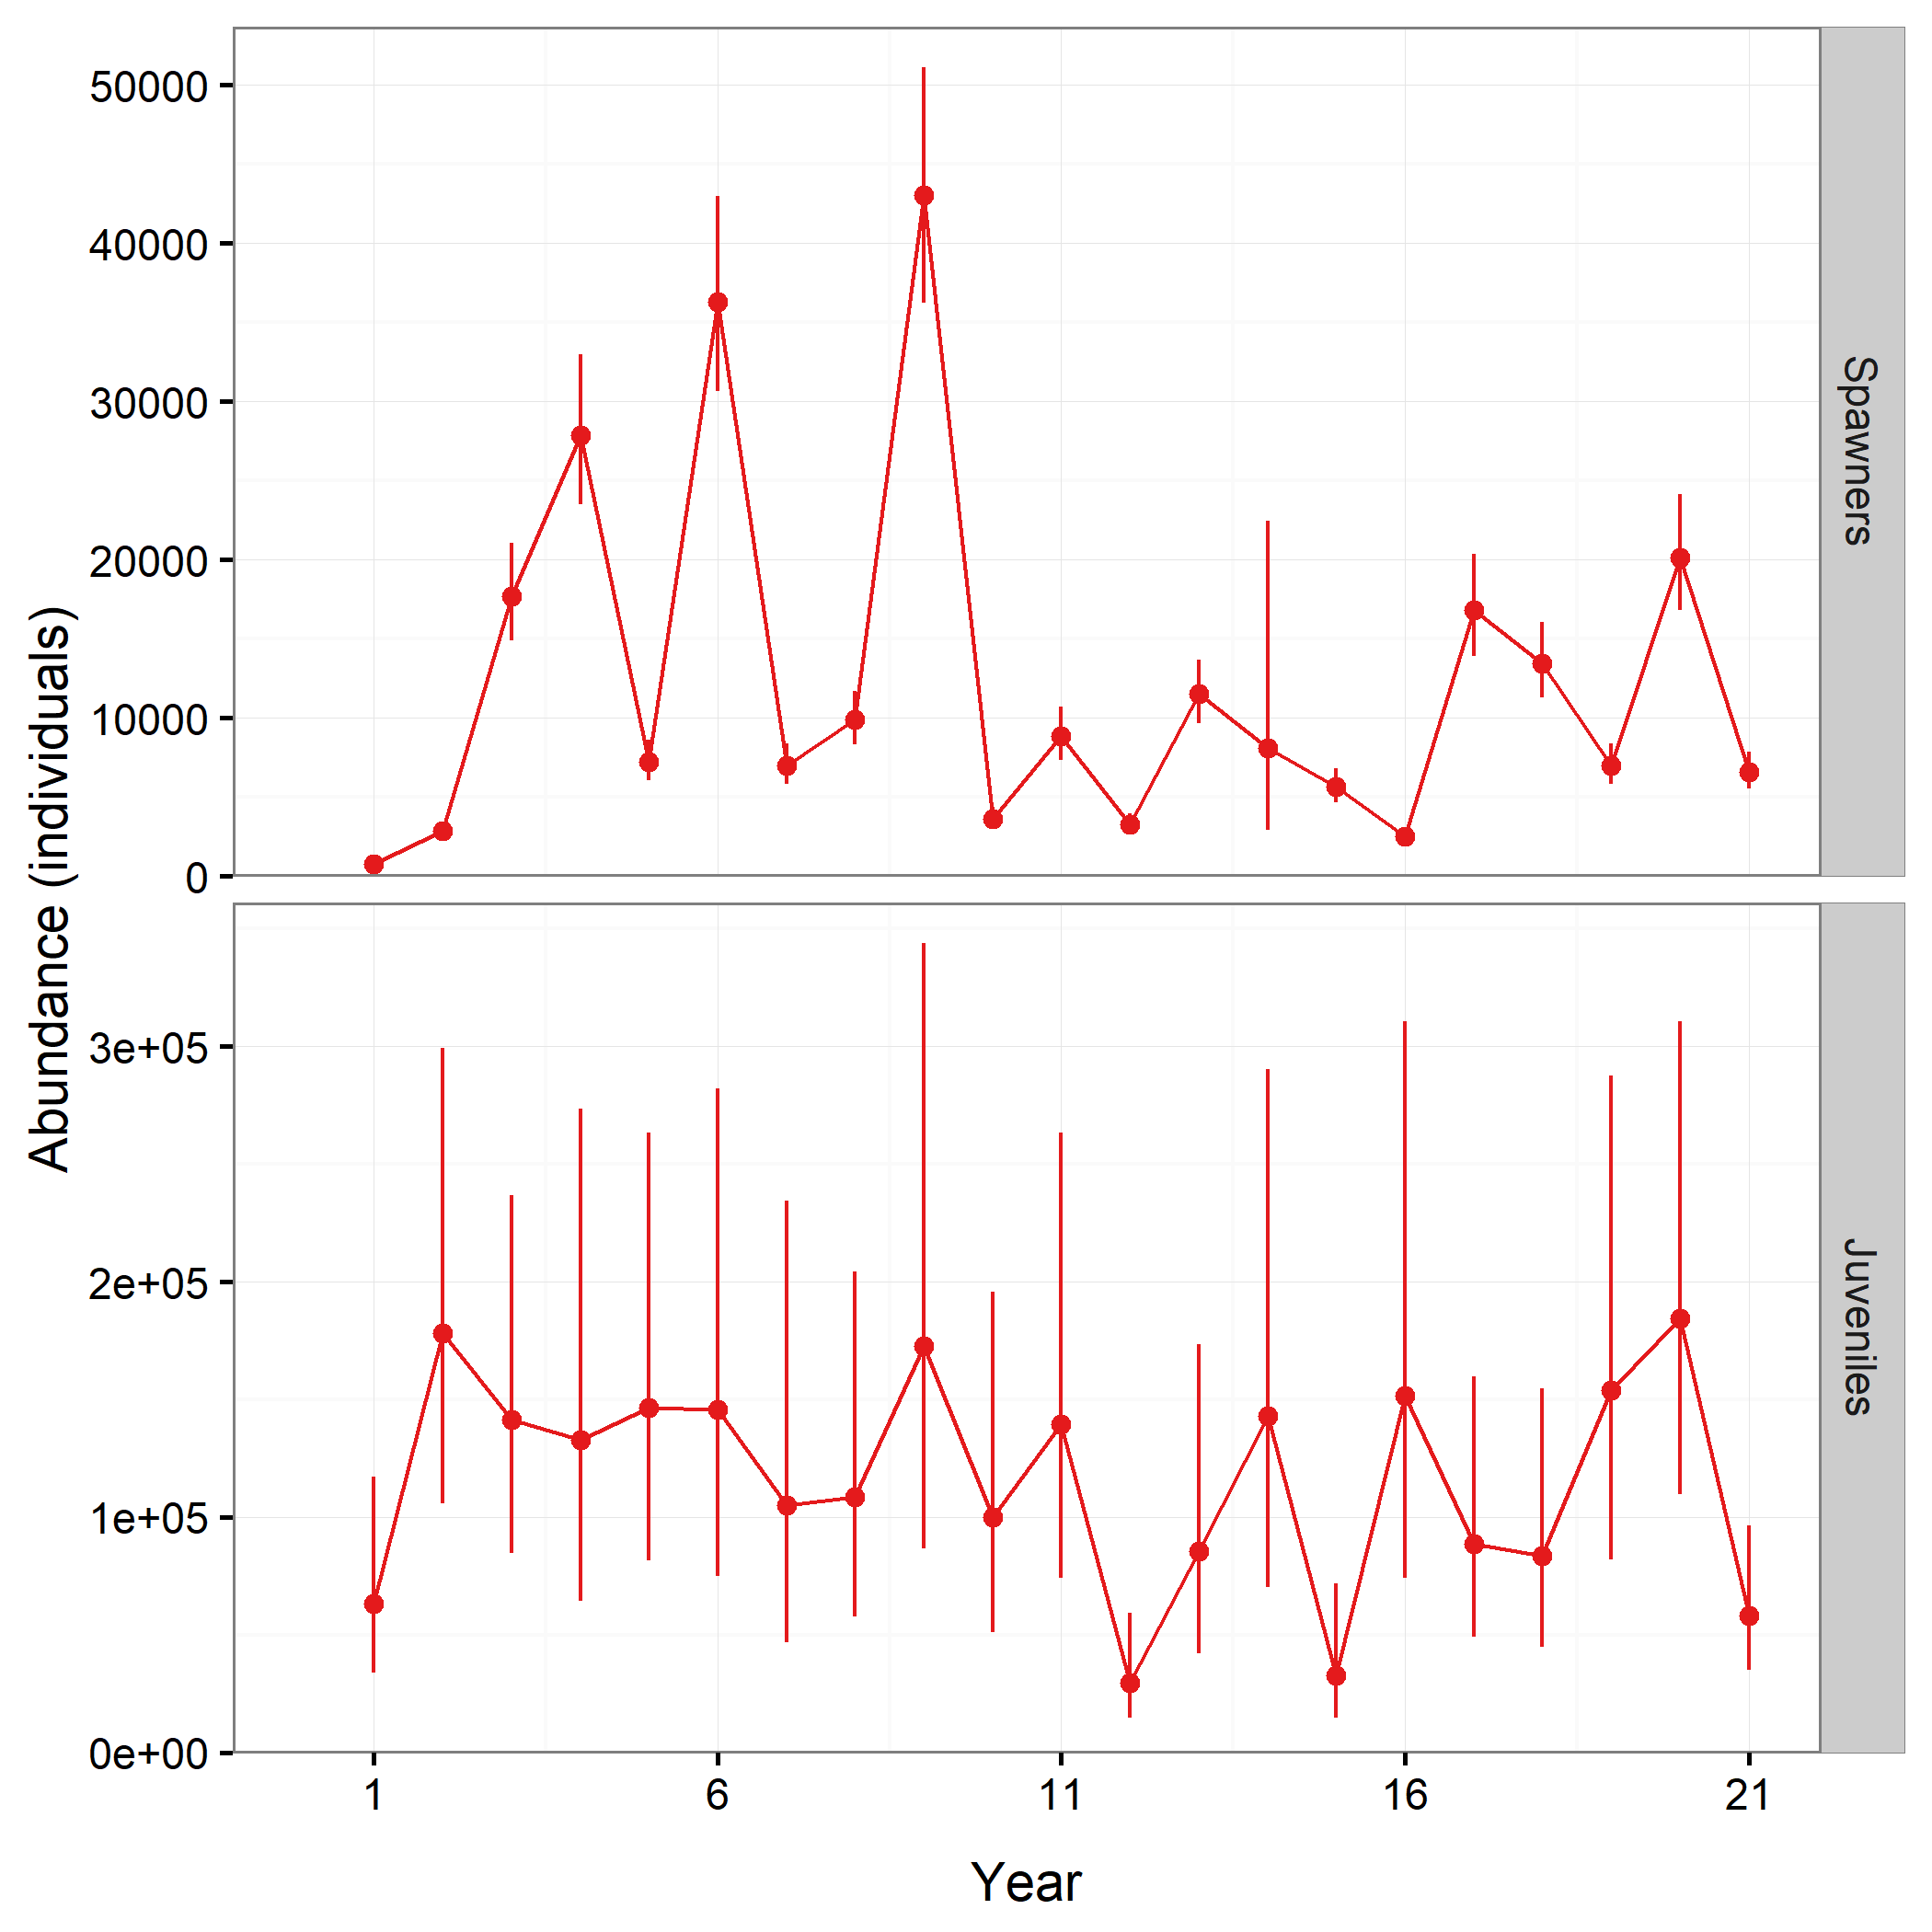 Abundance (individuals)
50000
40000
30000
20000
10000
0
Spawners
3e+05
2e+05
1e+05
0e+00
Juveniles
1 6 11 16 21
Year